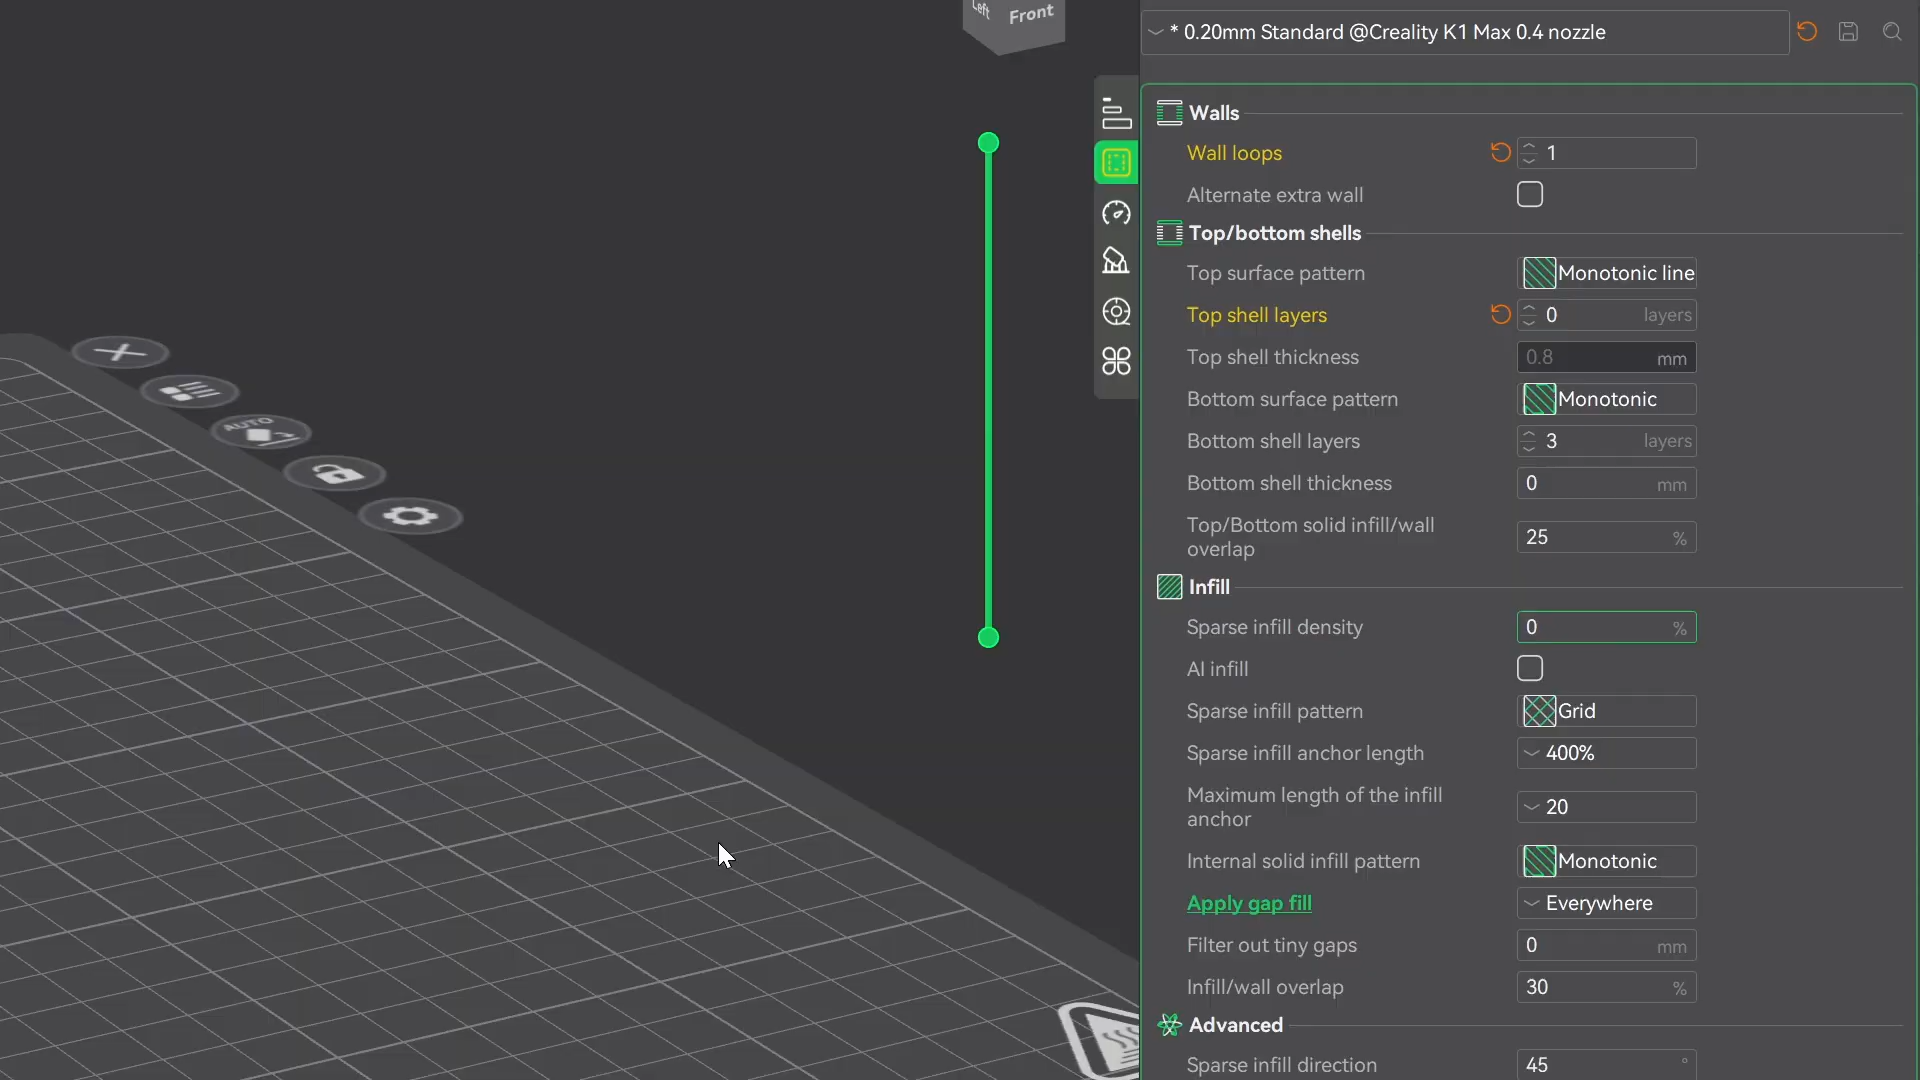 Left
Front
* 0.20mm Standard @Creality K1 Max 0.4 nozzle
Walls
Wall loops 1
Alternate extra wall
Top/bottom shells
Top surface pattern Monotonic line
Top shell layers 0 layers
Top shell thickness 0.8 mm
Bottom surface pattern Monotonic
Bottom shell layers 3 layers
Bottom shell thickness 0 mm
Top/Bottom solid infill/wall
overlap 25 %
Infill
Sparse infill density 0 %
AI infill
Sparse infill pattern Grid
Sparse infill anchor length 400%
Maximum length of the infill
anchor 20
Internal solid infill pattern Monotonic
Apply gap fill Everywhere
Filter out tiny gaps 0 mm
Infill/wall overlap 30 %
Advanced
Sparse infill direction 45 °
AUTO